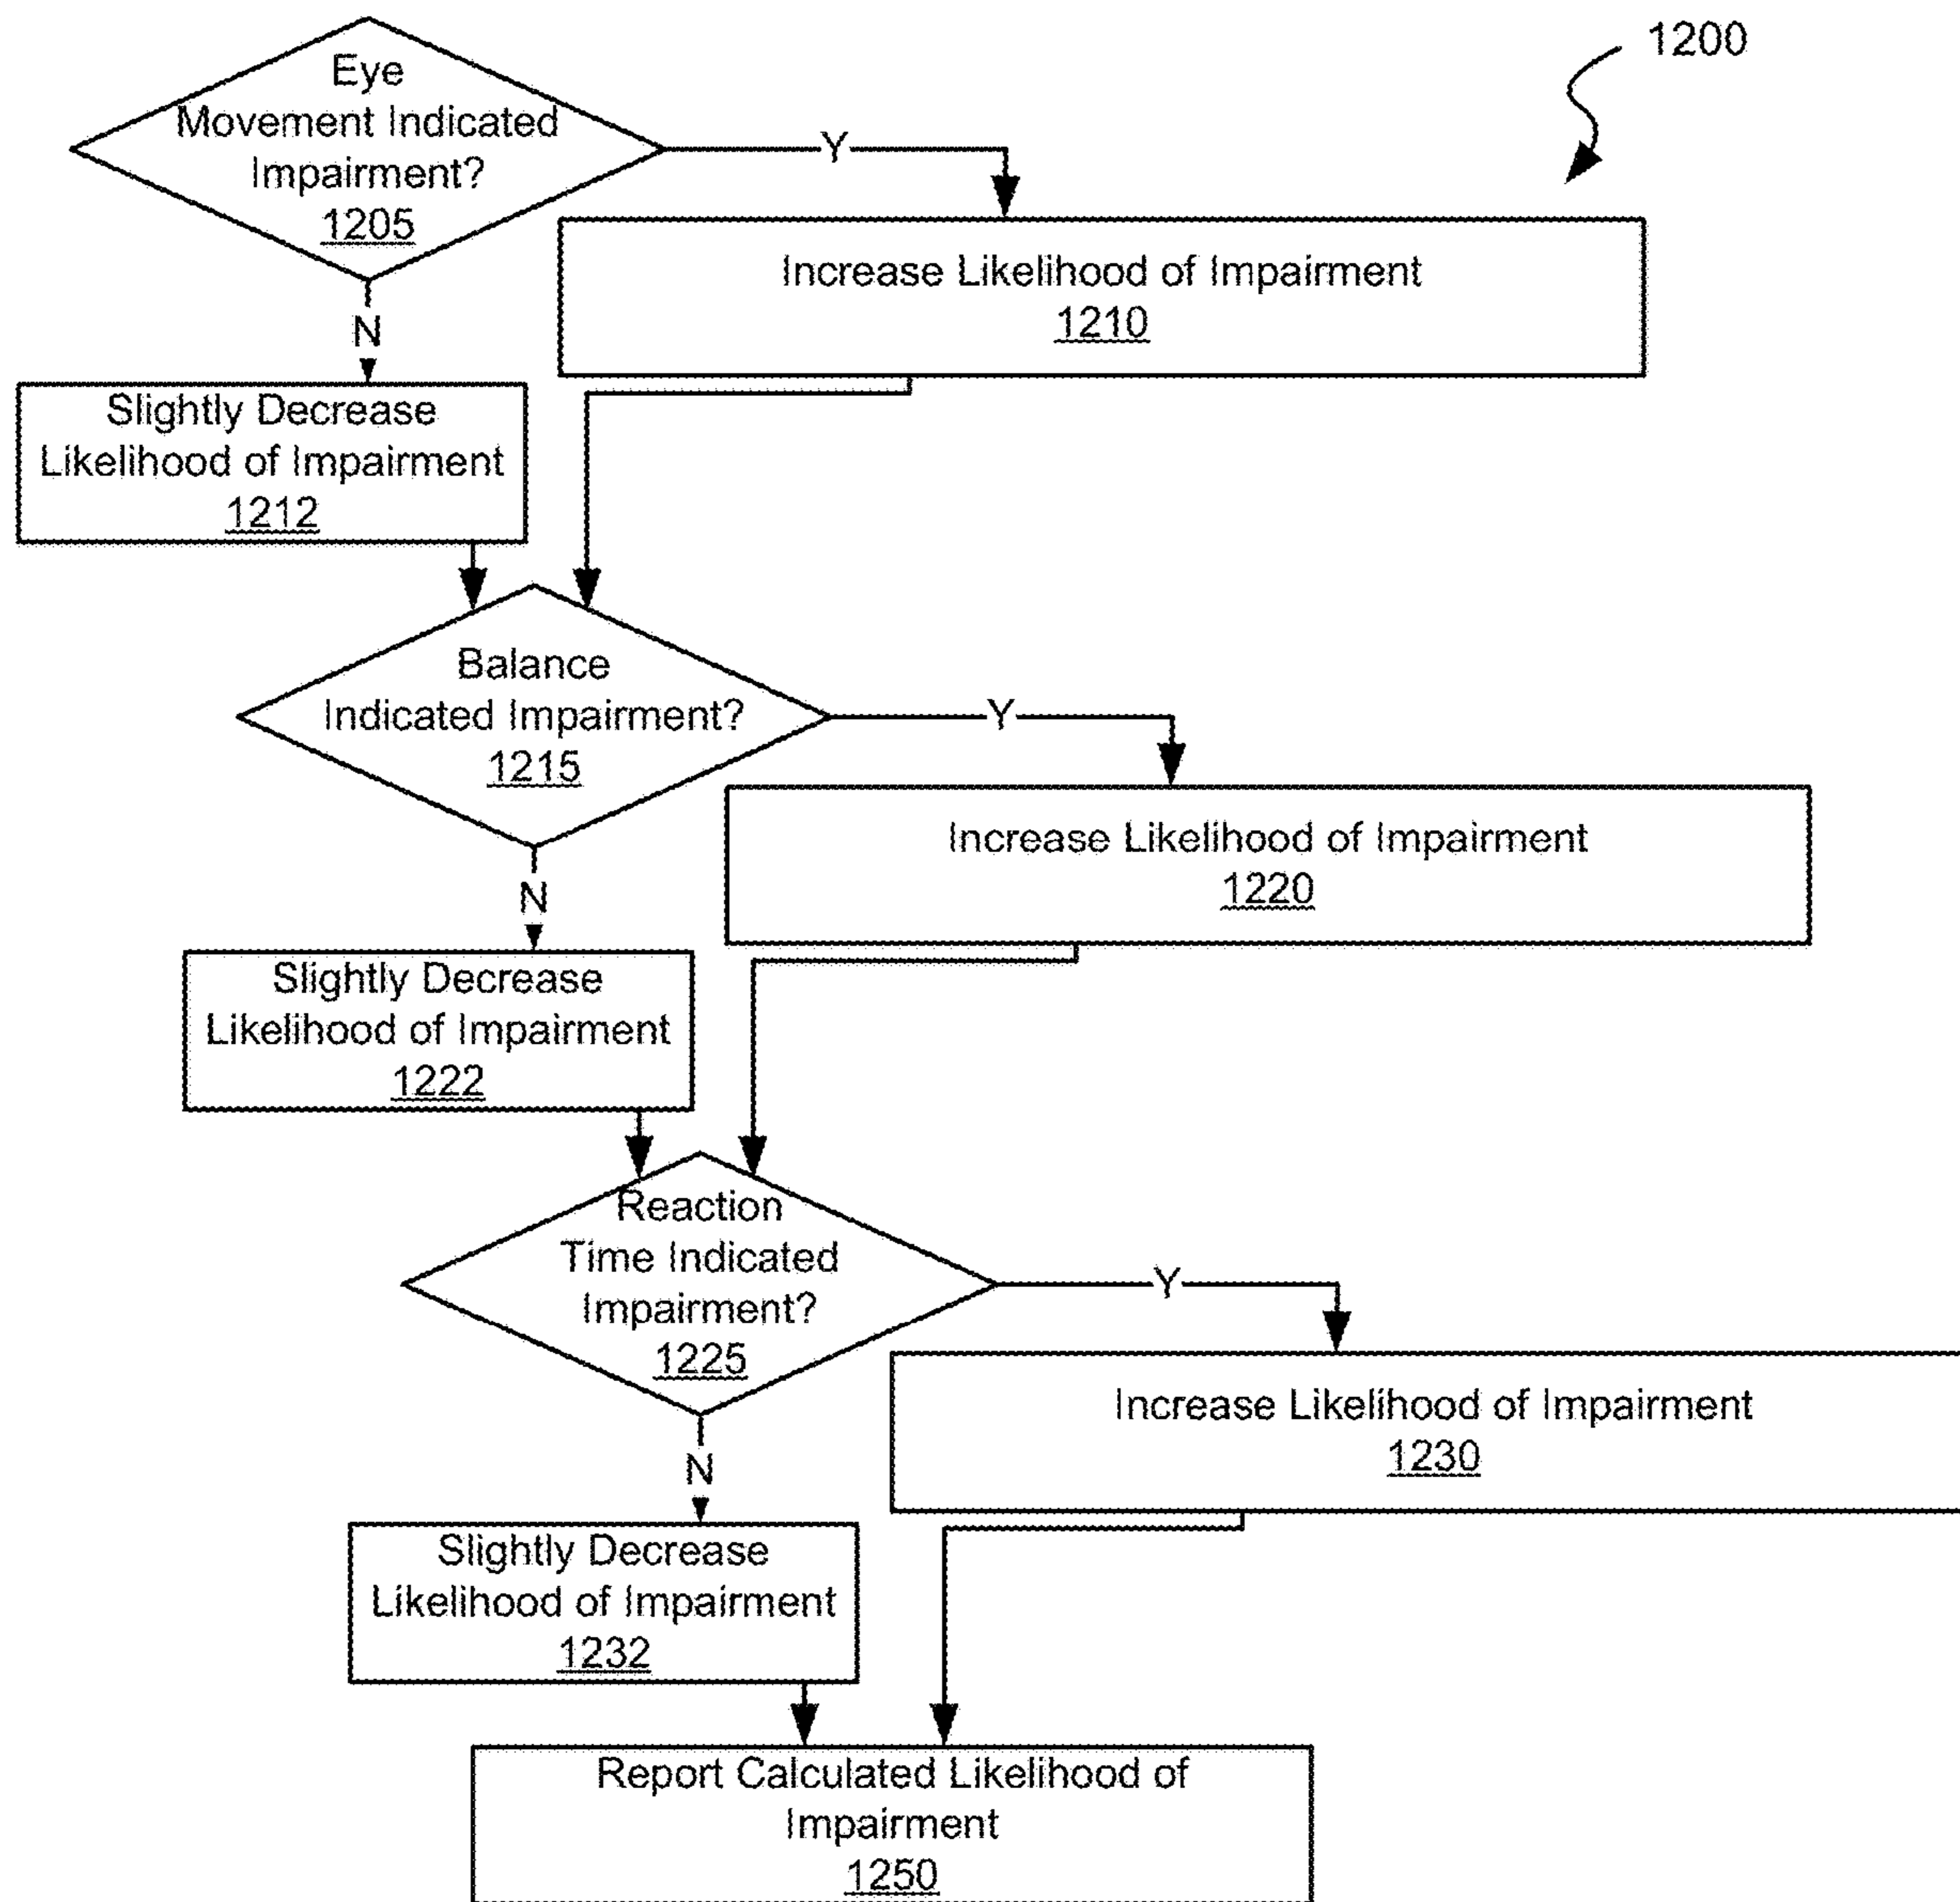 1200
Eye
Movement Indicated
Impairment?
1205
Y
Increase Likelihood of Impairment
1210
N
Slightly Decrease
Likelihood of Impairment
1212
Balance
Indicated Impairment?
1215
Y
Increase Likelihood of Impairment
1220
N
Slightly Decrease
Likelihood of Impairment
1222
Reaction
Time Indicated
Impairment?
1225
Y
Increase Likelihood of Impairment
1230
N
Slightly Decrease
Likelihood of Impairment
1232
Report Calculated Likelihood of
Impairment
1250